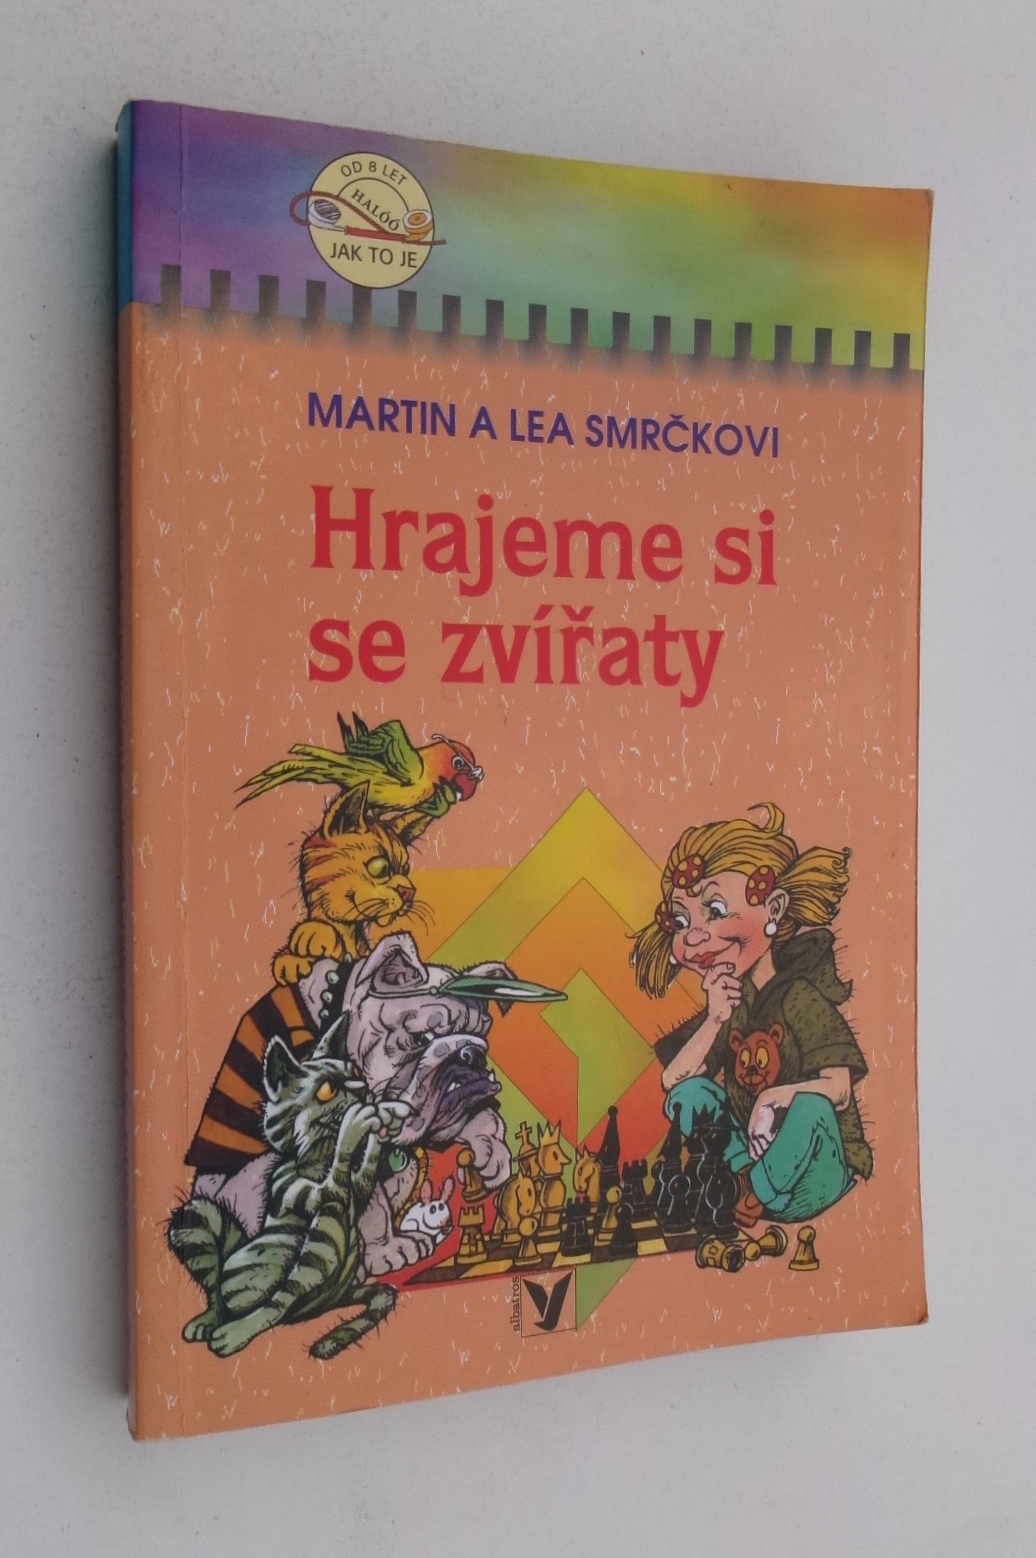 OD 8 LET
HALÓÓ
JAK TO JE
MARTIN A LEA SMRČKOVI
Hrajeme si
se zvířaty
albatros